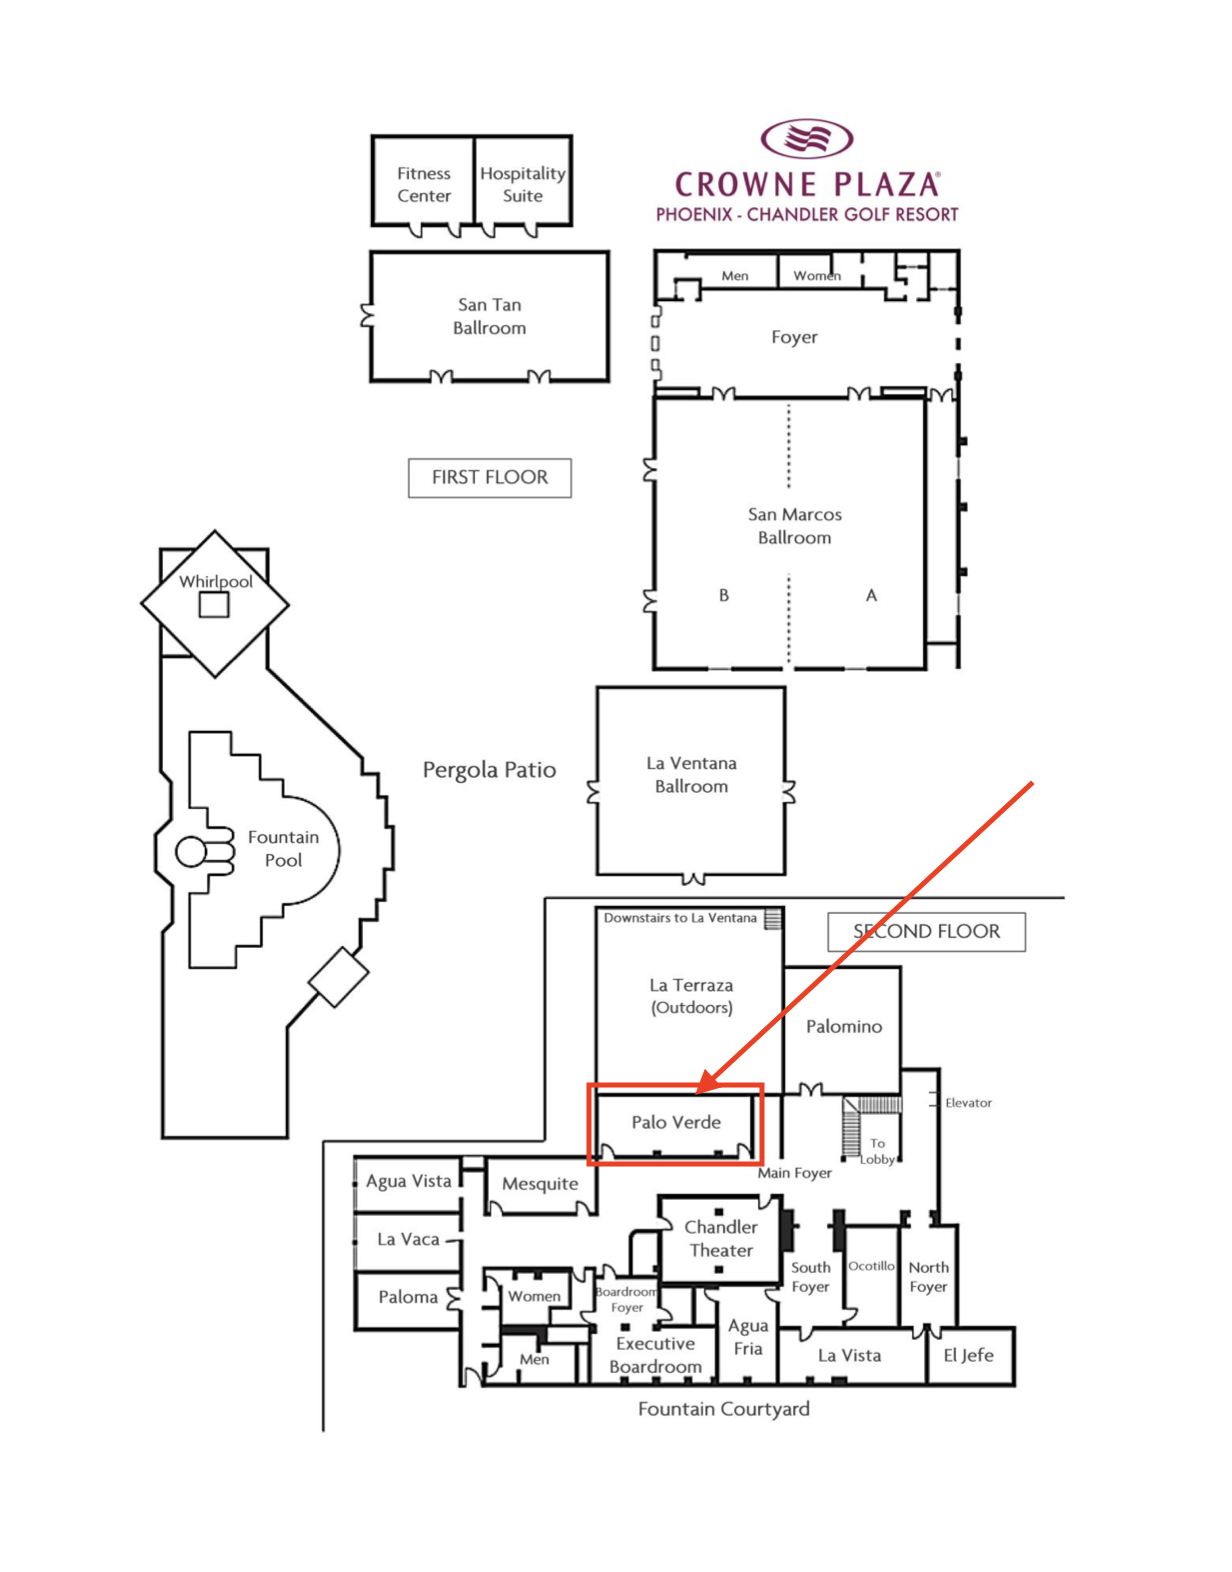 CROWNE PLAZA®
PHOENIX - CHANDLER GOLF RESORT
Fitness
Center
Hospitality
Suite
San Tan
Ballroom
Men
Women
Foyer
FIRST FLOOR
San Marcos
Ballroom
B
A
Whirlpool
Fountain
Pool
Pergola Patio
La Ventana
Ballroom
Downstairs to La Ventana
SECOND FLOOR
La Terraza
(Outdoors)
Palomino
Palo Verde
Elevator
To
Lobby
Main Foyer
Agua Vista
Mesquite
La Vaca
Chandler
Theater
Paloma
Women
Boardroom
Foyer
South
Foyer
Ocotillo
North
Foyer
Men
Executive
Boardroom
Agua
Fria
La Vista
El Jefe
Fountain Courtyard